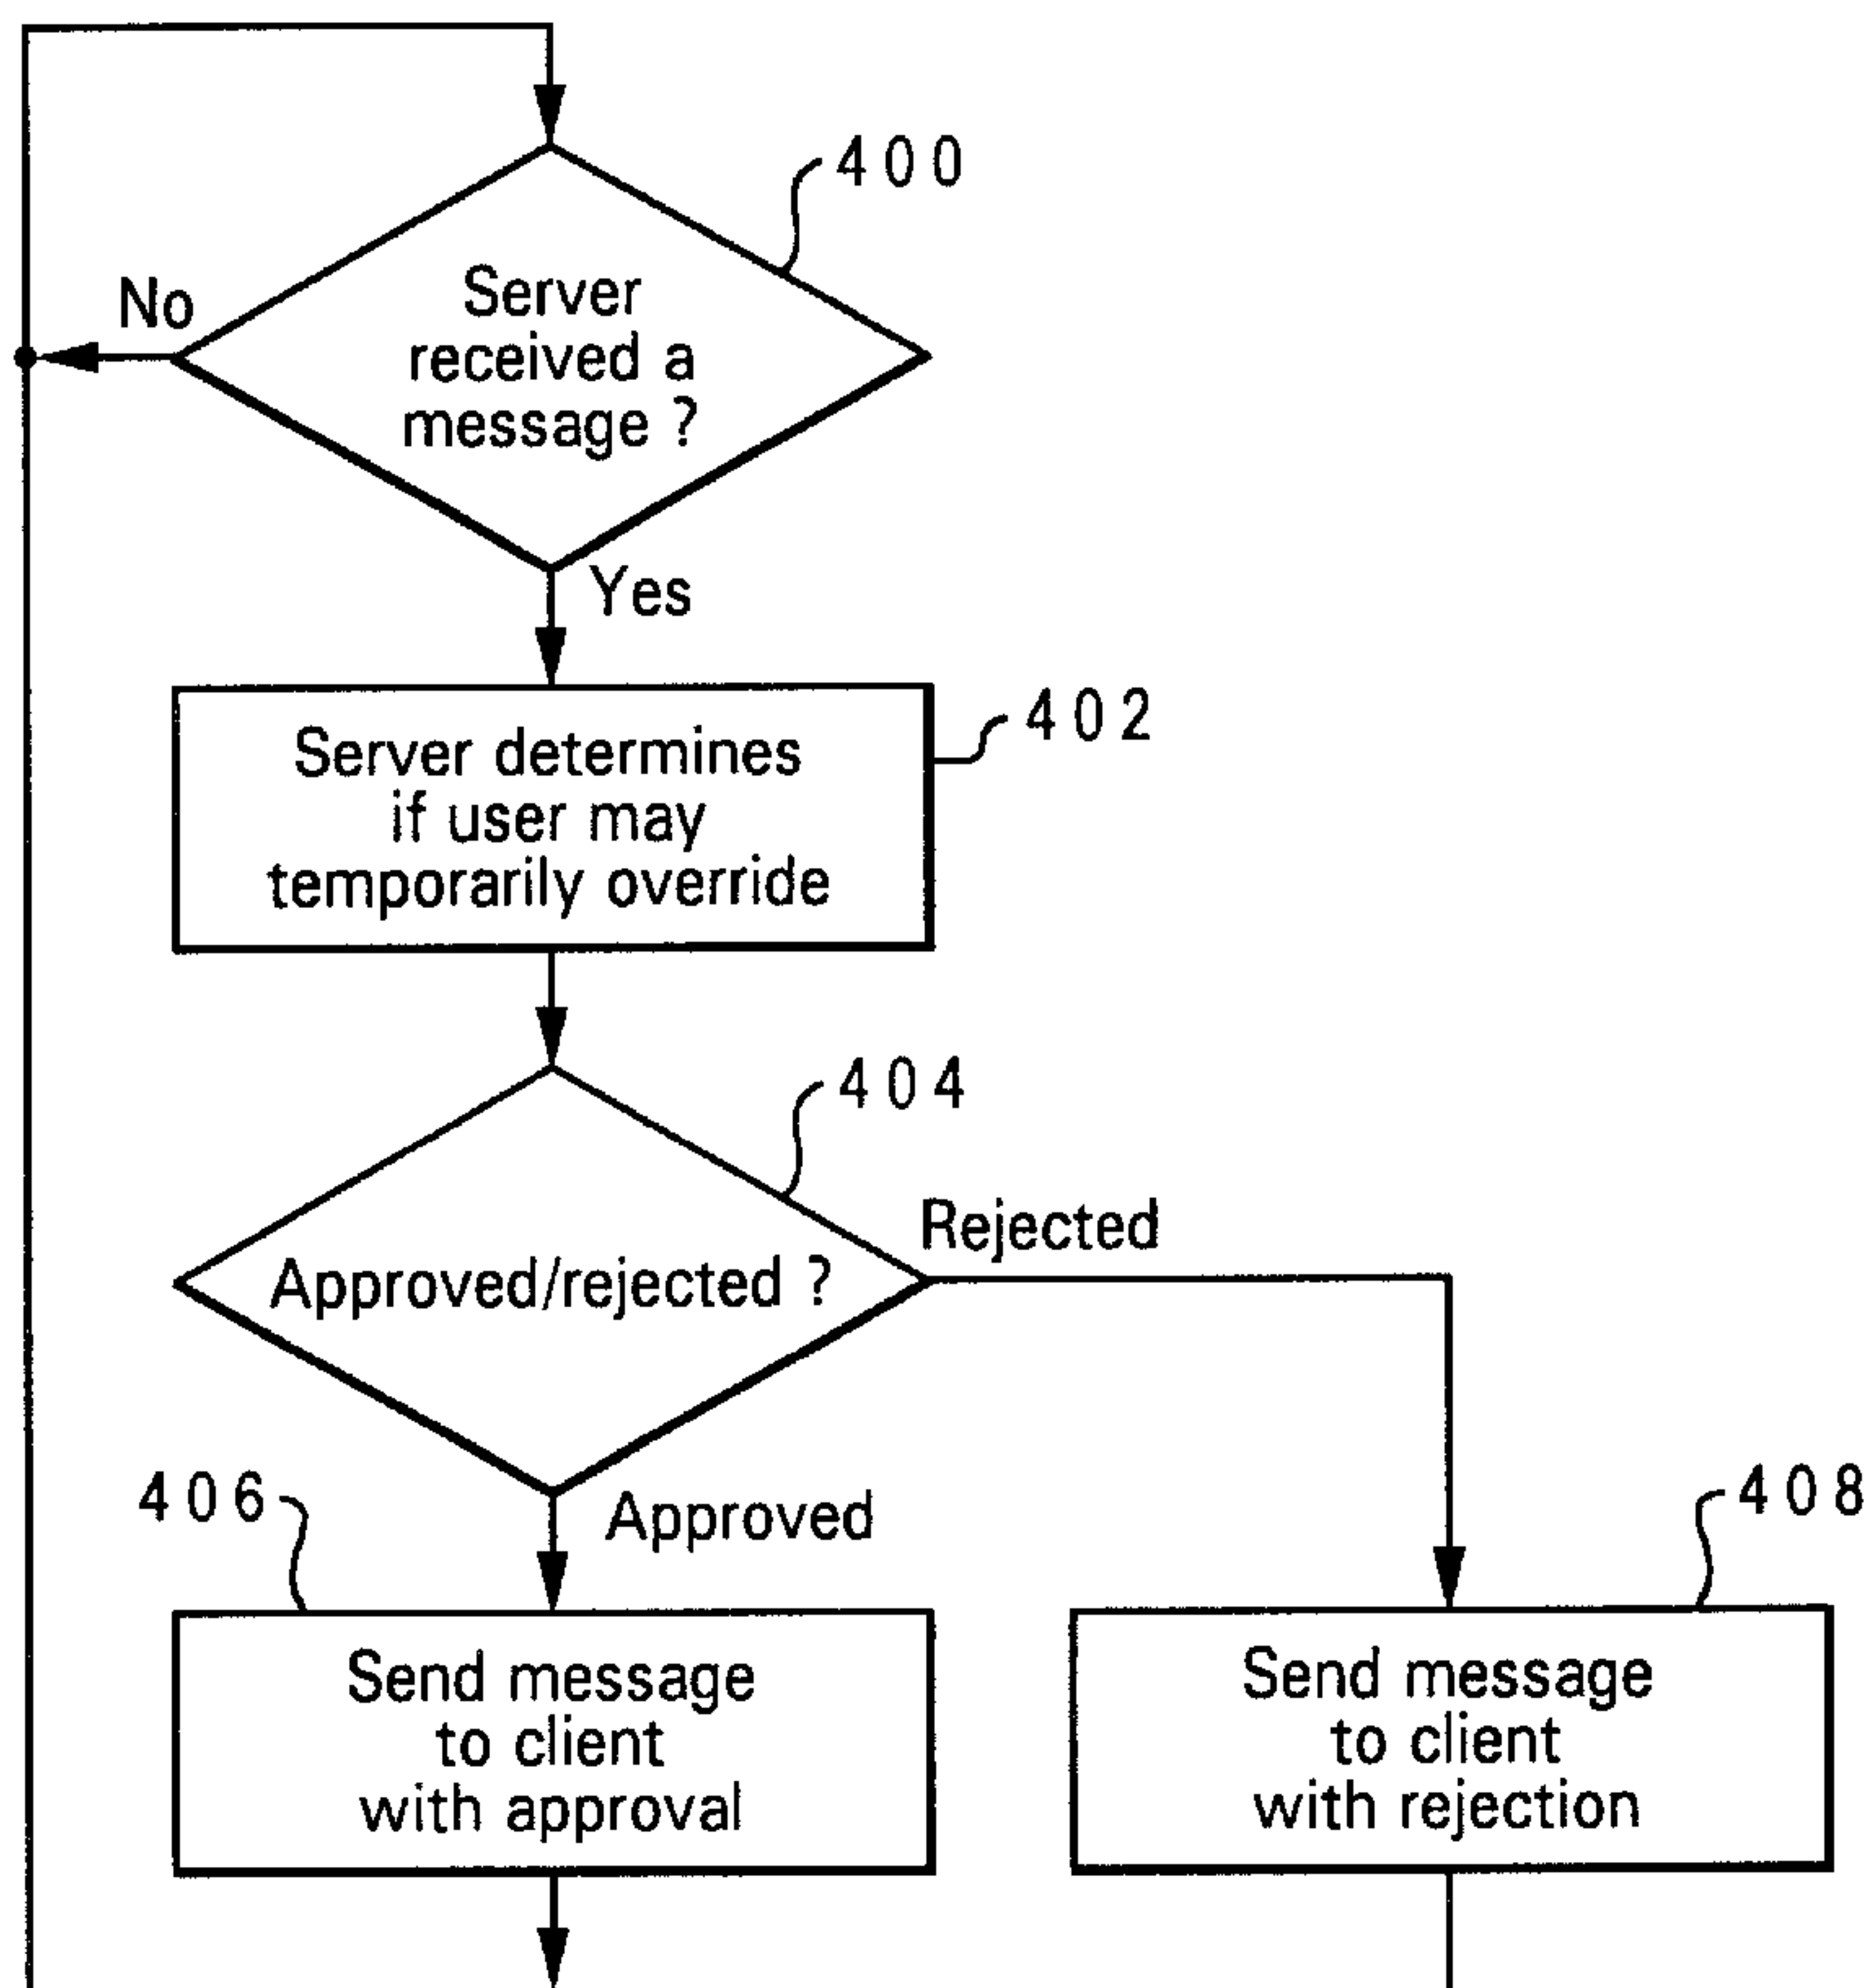 400
No
Server
received a
message ?
Yes
402
Server determines
if user may
temporarily override
404
Rejected
Approved/rejected ?
406
Approved
408
Send message
to client
with approval
Send message
to client
with rejection